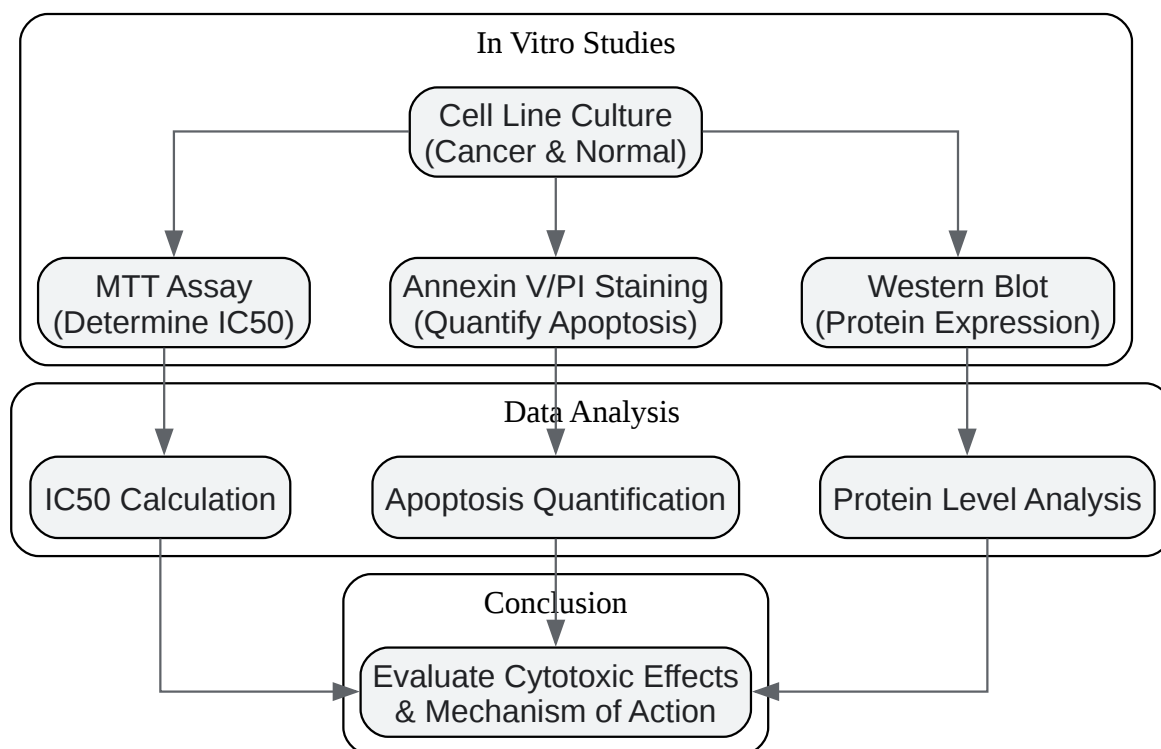 In Vitro Studies
Cell Line Culture
(Cancer & Normal)
MTT Assay
(Determine IC50)
Annexin V/PI Staining
(Quantify Apoptosis)
Western Blot
(Protein Expression)
Data Analysis
IC50 Calculation
Apoptosis Quantification
Protein Level Analysis
Conclusion
Evaluate Cytotoxic Effects
& Mechanism of Action